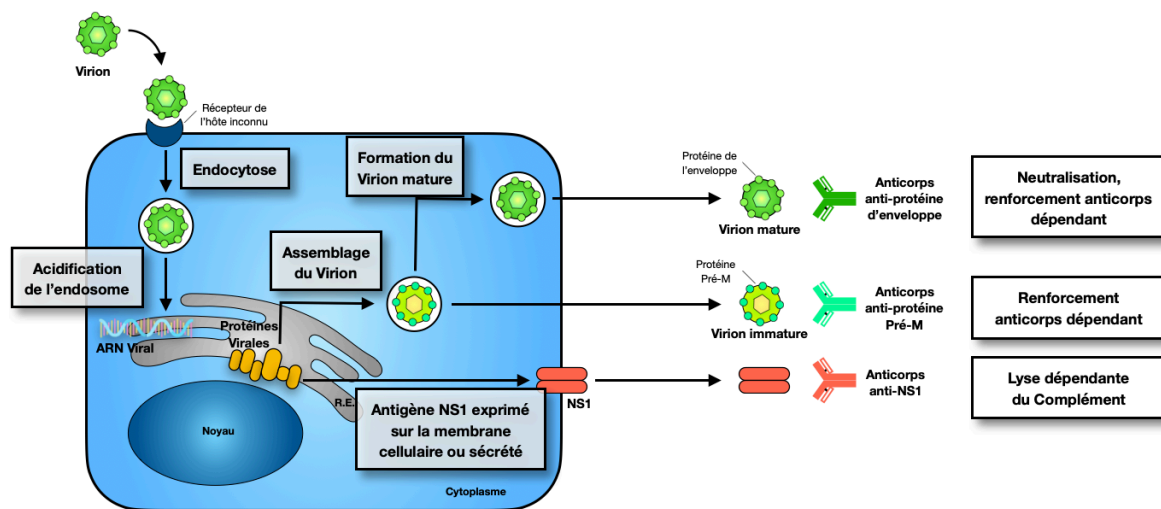 Virion
Récepteur de
l'hôte inconnu
Endocytose
Acidification
de l'endosome
ARN Viral
Protéines
Virales
R.E.
Noyau
Cytoplasme
Formation du
Virion mature
Assemblage
du Virion
Antigène NS1 exprimé
sur la membrane
cellulaire ou sécrété
NS1
Protéine de
l'enveloppe
Virion mature
Anticorps
anti-protéine
d'enveloppe
Neutralisation,
renforcement anticorps
dépendant
Protéine
Pré-M
Virion immature
Anticorps
anti-protéine
Pré-M
Renforcement
anticorps dépendant
Anticorps
anti-NS1
Lyse dépendante
du Complément